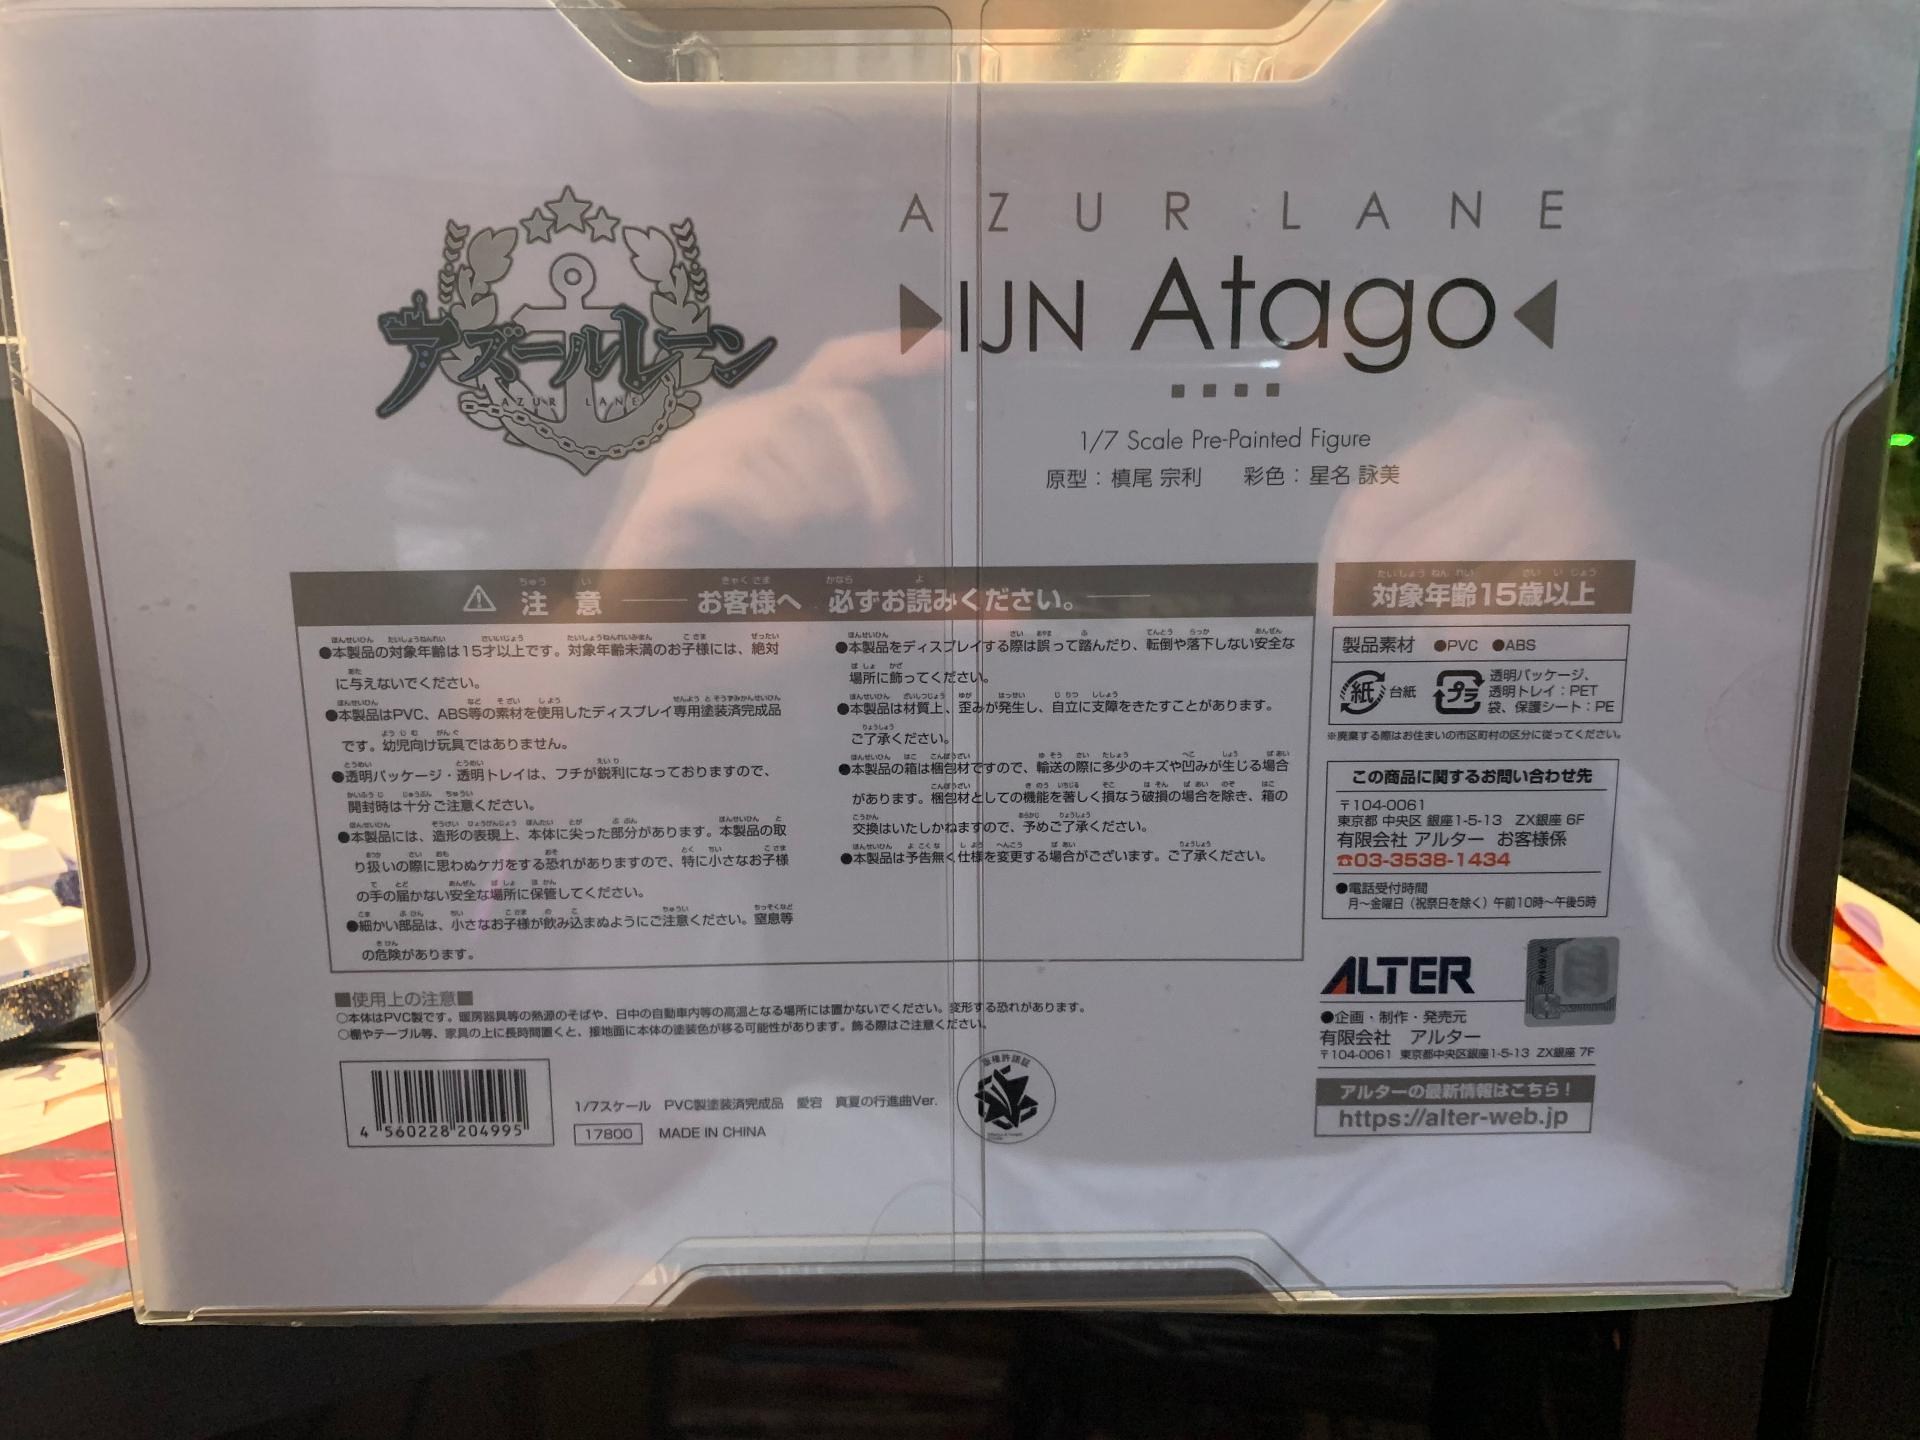 アズールレーン
AZUR LANE
AZUR LANE
IJN Atago
1/7 Scale Pre-Painted Figure
原型：槙尾 宗利　彩色：星名 詠美
⚠ 注意 ―― お客様へ 必ずお読みください。 ――
●本製品の対象年齢は15才以上です。対象年齢未満のお子様には、絶対
に与えないでください。
●本製品はPVC、ABS等の素材を使用したディスプレイ専用塗装済完成品
です。幼児向け玩具ではありません。
●透明パッケージ・透明トレイは、フチが鋭利になっておりますので、
開封時は十分ご注意ください。
●本製品には、造形の表現上、本体に尖った部分があります。本製品の取
り扱いの際に思わぬケガをする恐れがありますので、特に小さなお子様
の手の届かない安全な場所に保管してください。
●細かい部品は、小さなお子様が飲み込まぬようにご注意ください。窒息等
の危険があります。
●本製品をディスプレイする際は誤って踏んだり、転倒や落下しない安全な
場所に飾ってください。
●本製品は材質上、歪みが発生し、自立に支障をきたすことがあります。
ご了承ください。
●本製品の箱は梱包材ですので、輸送の際に多少のキズや凹みが生じる場合
があります。梱包材としての機能を著しく損なう破損の場合を除き、箱の
交換はいたしかねますので、予めご了承ください。
●本製品は予告無く仕様を変更する場合がございます。ご了承ください。
対象年齢15歳以上
製品素材 ●PVC ●ABS
紙 台紙
プラ 透明パッケージ、
透明トレイ：PET
袋、保護シート：PE
※廃棄する際はお住まいの市区町村の区分に従ってください。
この商品に関するお問い合わせ先
〒104-0061
東京都 中央区 銀座1-5-13 ZX銀座 6F
有限会社 アルター お客様係
☎03-3538-1434
●電話受付時間
月～金曜日（祝祭日を除く）午前10時～午後5時
ALTER
●企画・制作・発売元
有限会社 アルター
〒104-0061 東京都中央区銀座1-5-13 ZX銀座 7F
アルターの最新情報はこちら！
https://alter-web.jp
■使用上の注意■
○本体はPVC製です。暖房器具等の熱源のそばや、日中の自動車内等の高温となる場所には置かないでください。変形する恐れがあります。
○棚やテーブル等、家具の上に長時間置くと、接地面に本体の塗装色が移る可能性があります。飾る際はご注意ください。
4 560228 204995
1/7スケール PVC製塗装済完成品 愛宕 真夏の行進曲Ver.
17800 MADE IN CHINA
版権許諾証